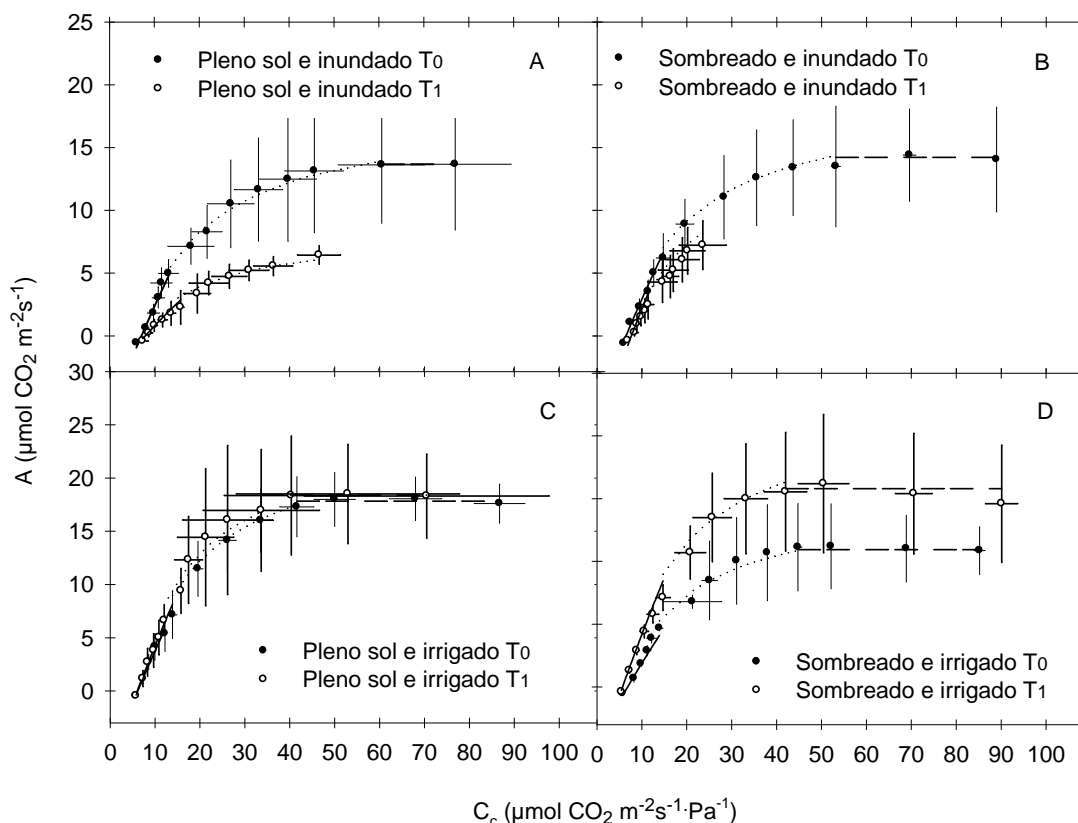 25
20
15
10
5
0
Pleno sol e inundado T0
Pleno sol e inundado T1
A
Sombreado e inundado T0
Sombreado e inundado T1
B
A (µmol CO2 m-2s-1)
30
25
20
15
10
5
0
C
Pleno sol e irrigado T0
Pleno sol e irrigado T1
D
Sombreado e irrigado T0
Sombreado e irrigado T1
0 10 20 30 40 50 60 70 80 90 0 10 20 30 40 50 60 70 80 90 100
Cc (µmol CO2 m-2s-1·Pa-1)